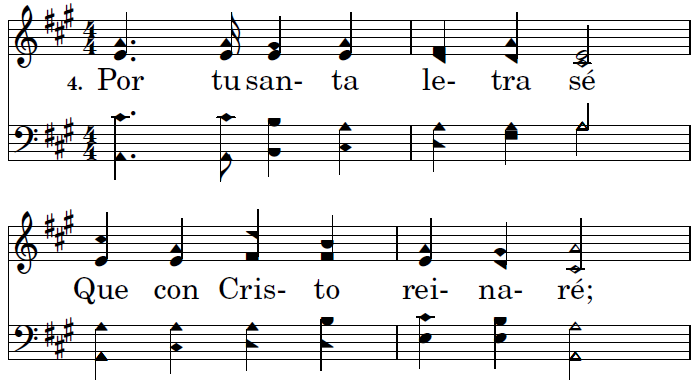 4. Por tu san- ta le- tra sé
Que con Cris- to rei- na- ré;